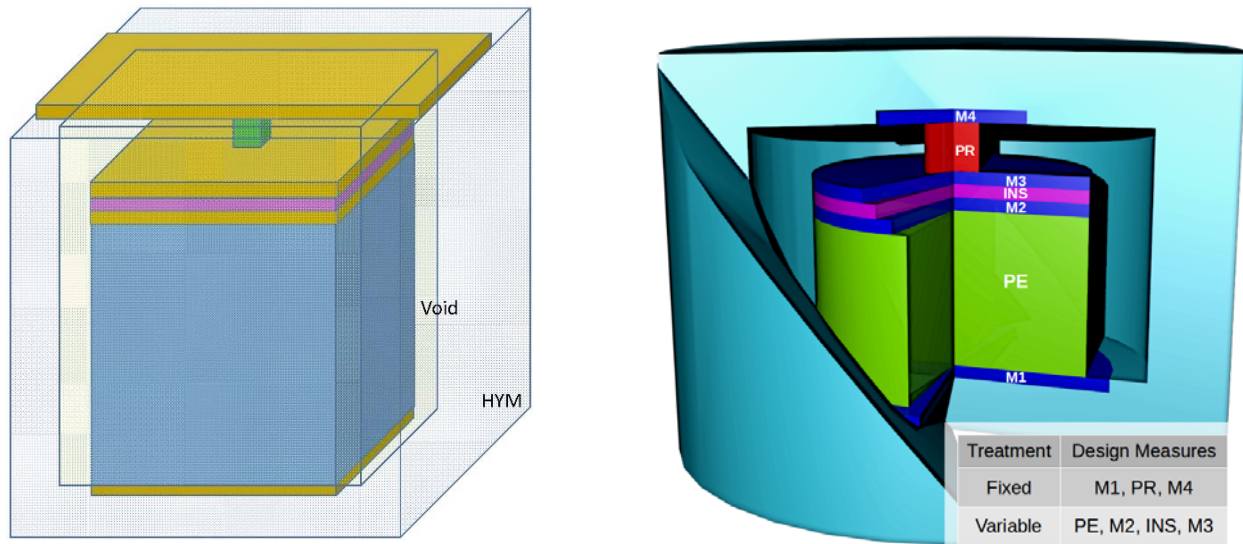 Void
HYM
M4
PR
M3
INS
M2
PE
M1
Treatment Design Measures
Fixed M1, PR, M4
Variable PE, M2, INS, M3